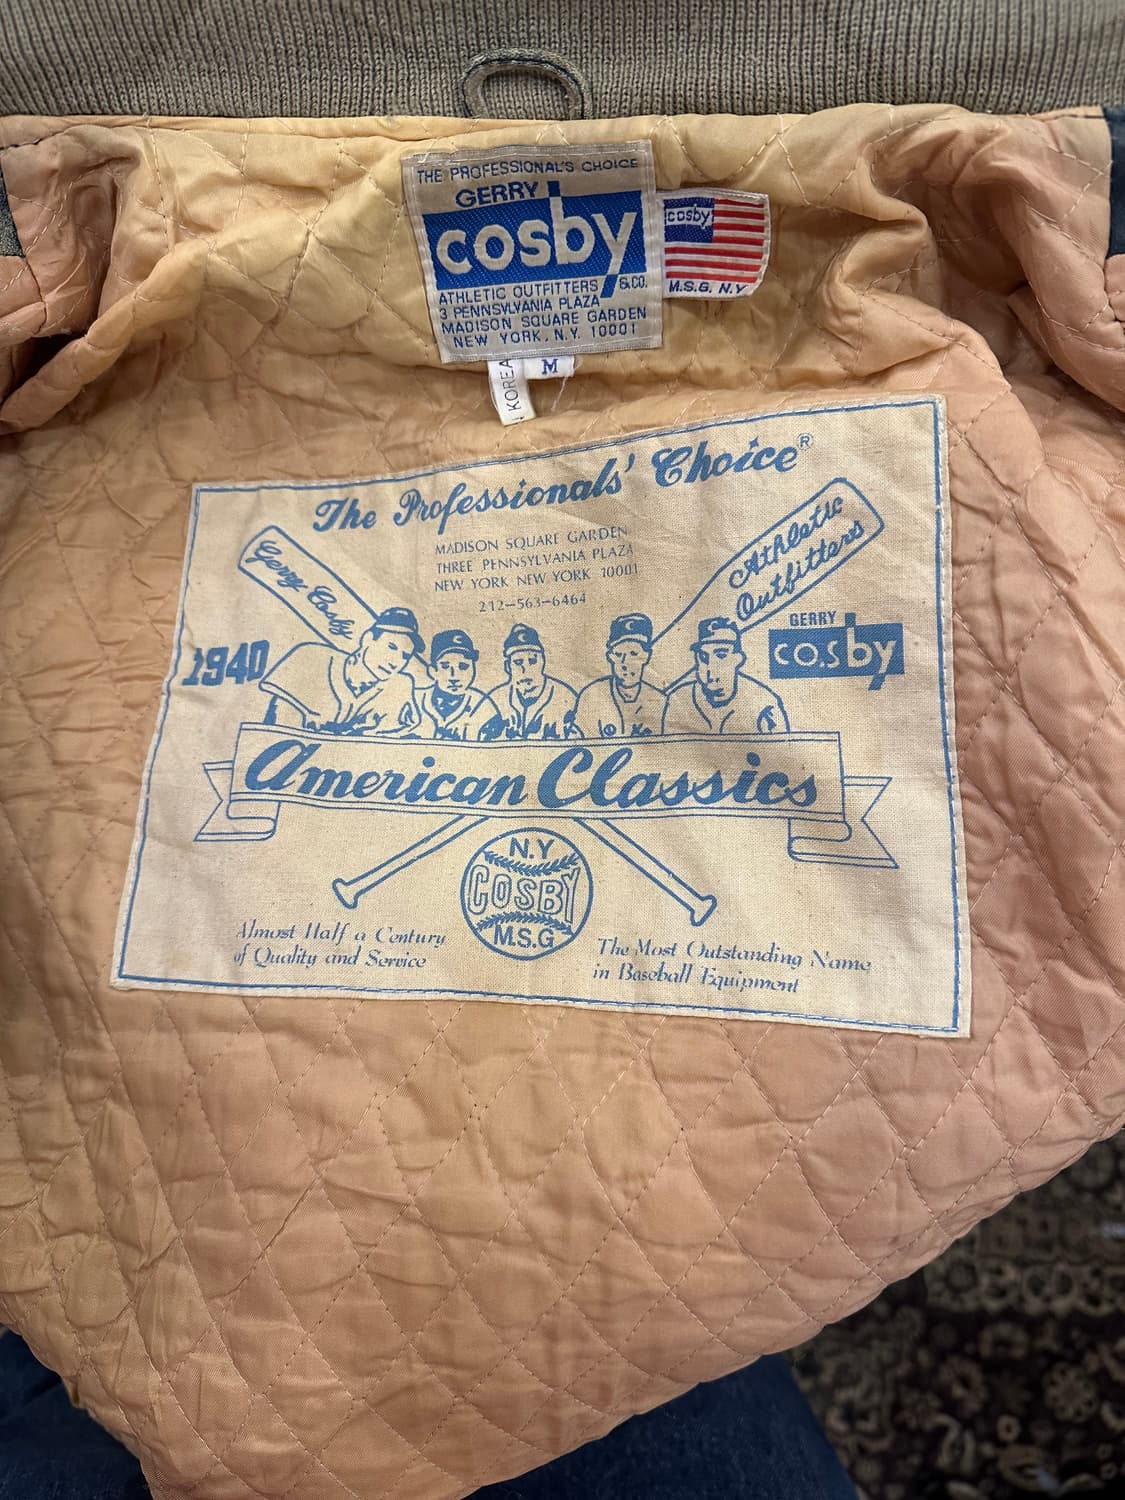 THE PROFESSIONAL'S CHOICE
GERRY
cosby
& CO.
ATHLETIC OUTFITTERS
3 PENNSYLVANIA PLAZA
MADISON SQUARE GARDEN
NEW YORK, N.Y. 10001
cosby
M.S.G. N.Y.
M
KOREA
The Professionals' Choice®
MADISON SQUARE GARDEN
THREE PENNSYLVANIA PLAZA
NEW YORK NEW YORK 10001
212-563-6464
Gerry Cosby
Athletic
Outfitters
1940
GERRY
cosby
C
C
C
C
C
American Classics
N.Y
COSBY
M.S.G
Almost Half a Century
of Quality and Service
The Most Outstanding Name
in Baseball Equipment